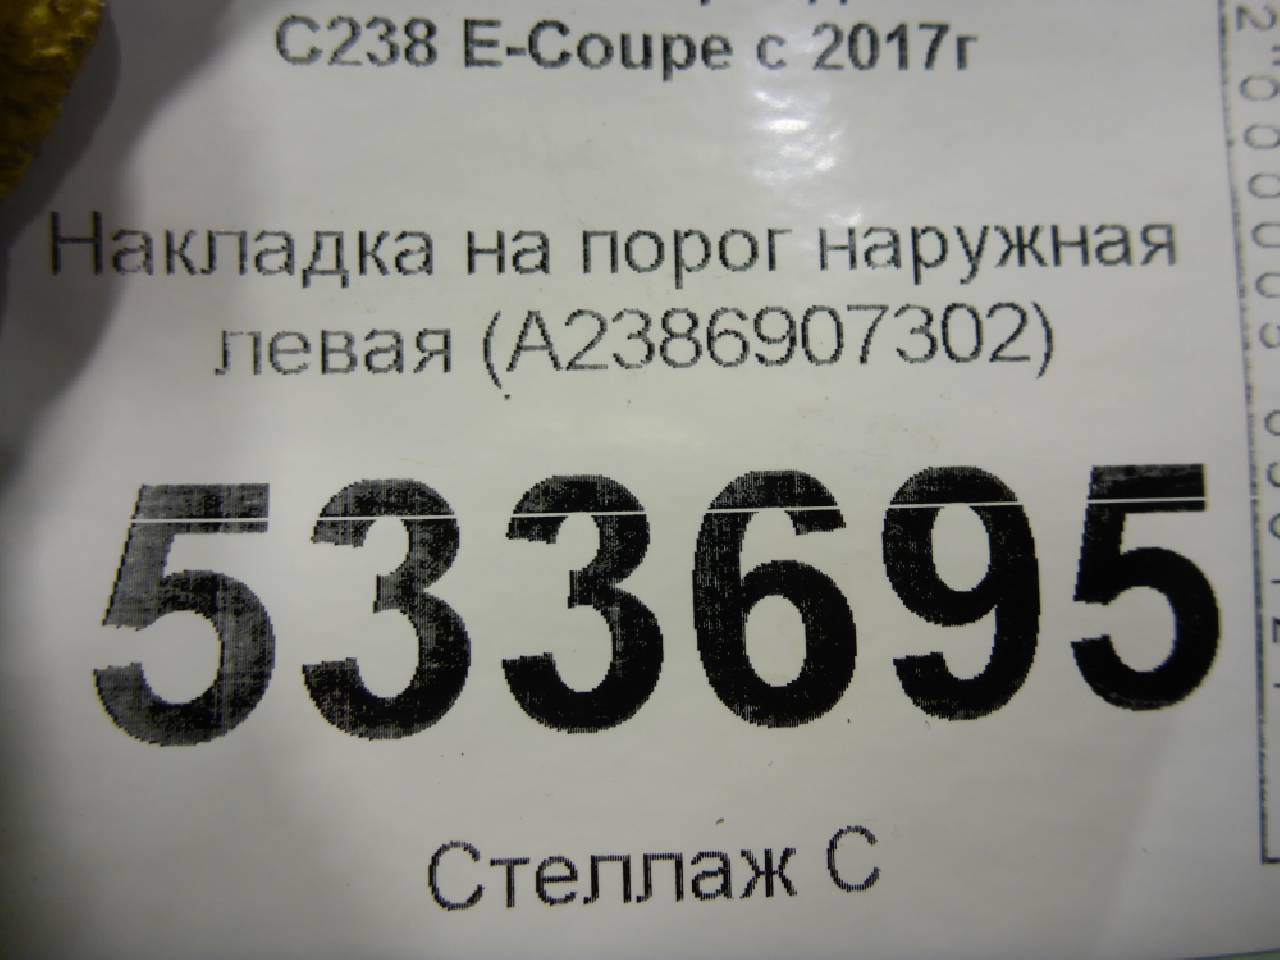 C238 E-Coupe с 2017г
Накладка на порог наружная
левая (A2386907302)
533695
Стеллаж С